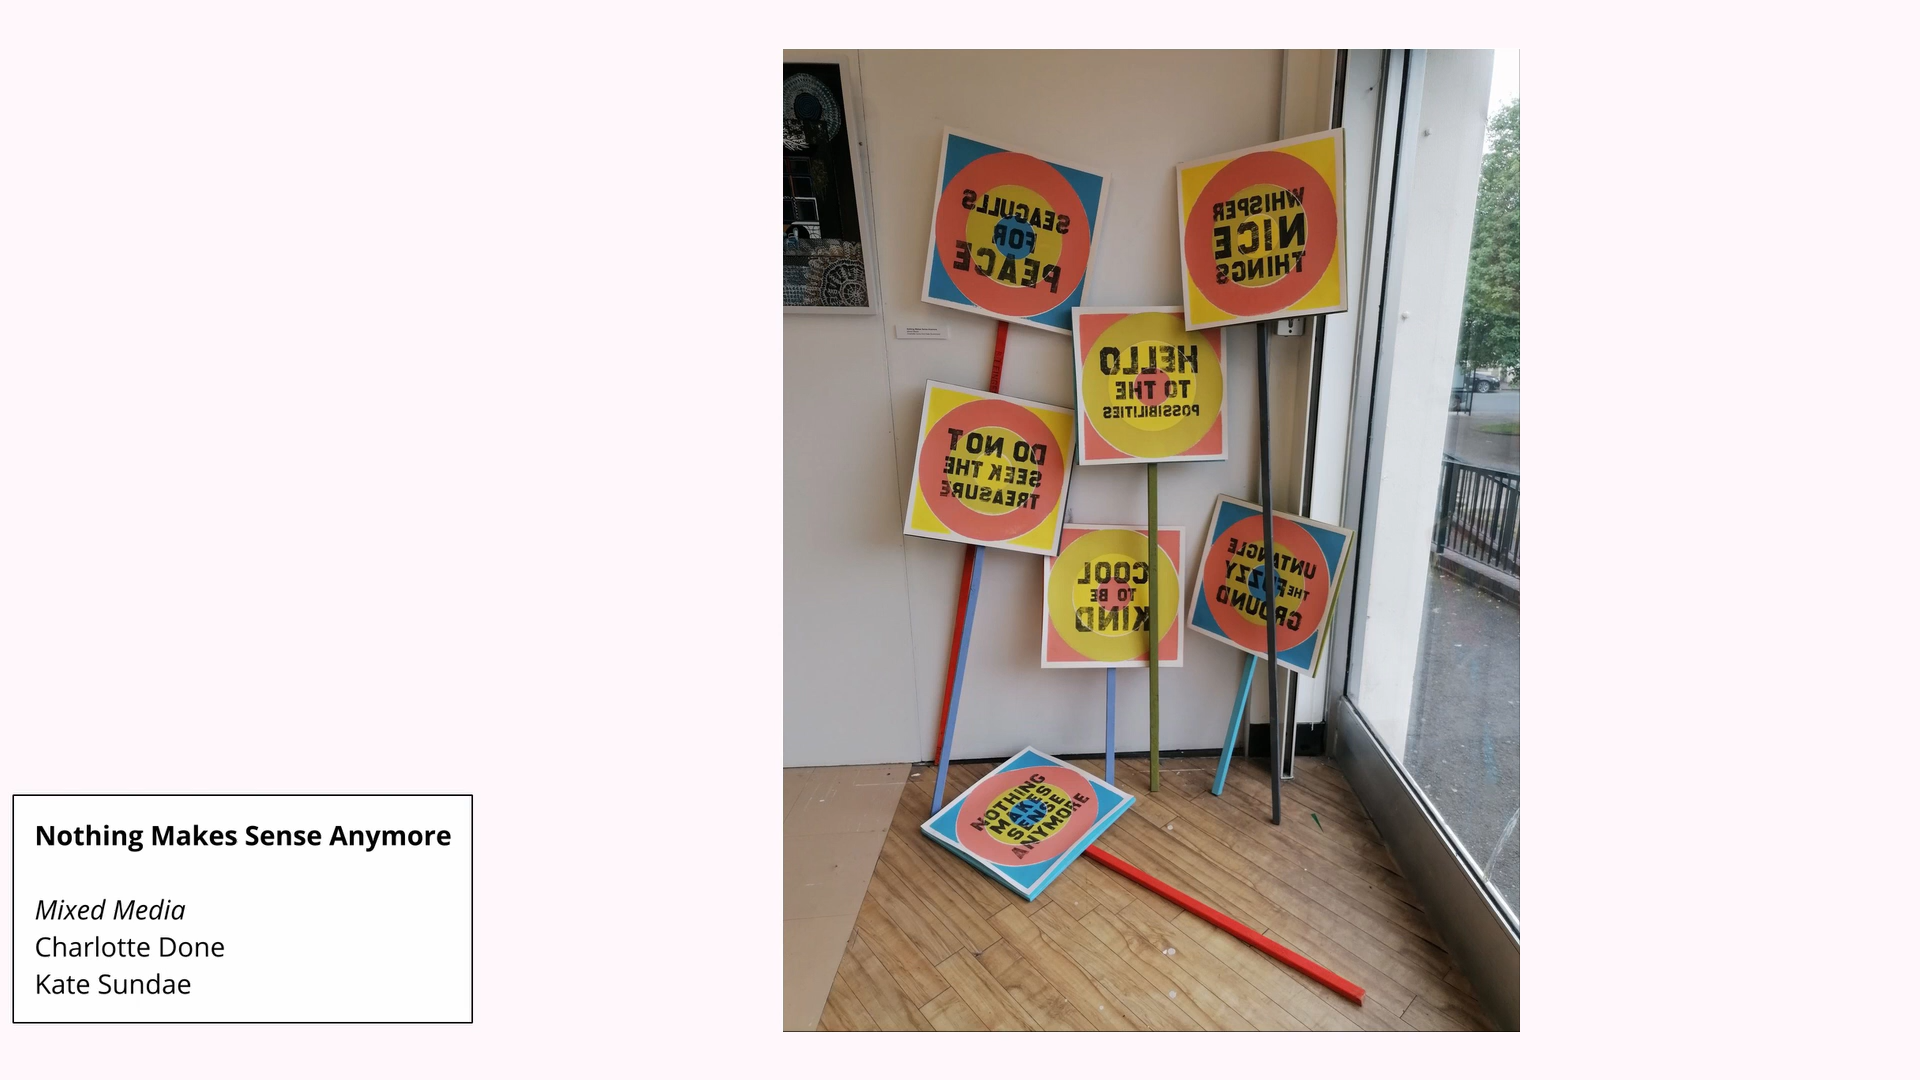 SEAGULLS
FOR
PEACE
WHISPER
NICE
THINGS
HELLO
TO THE
POSSIBILITIES
DO NOT
SEEK THE
TREASURE
COOL
TO BE
KIND
UNTANGLE
THE FUZZY
GROUND
NOTHING
MAKES
SENSE
ANYMORE
Nothing Makes Sense Anymore
Mixed Media
Charlotte Done
Kate Sundae